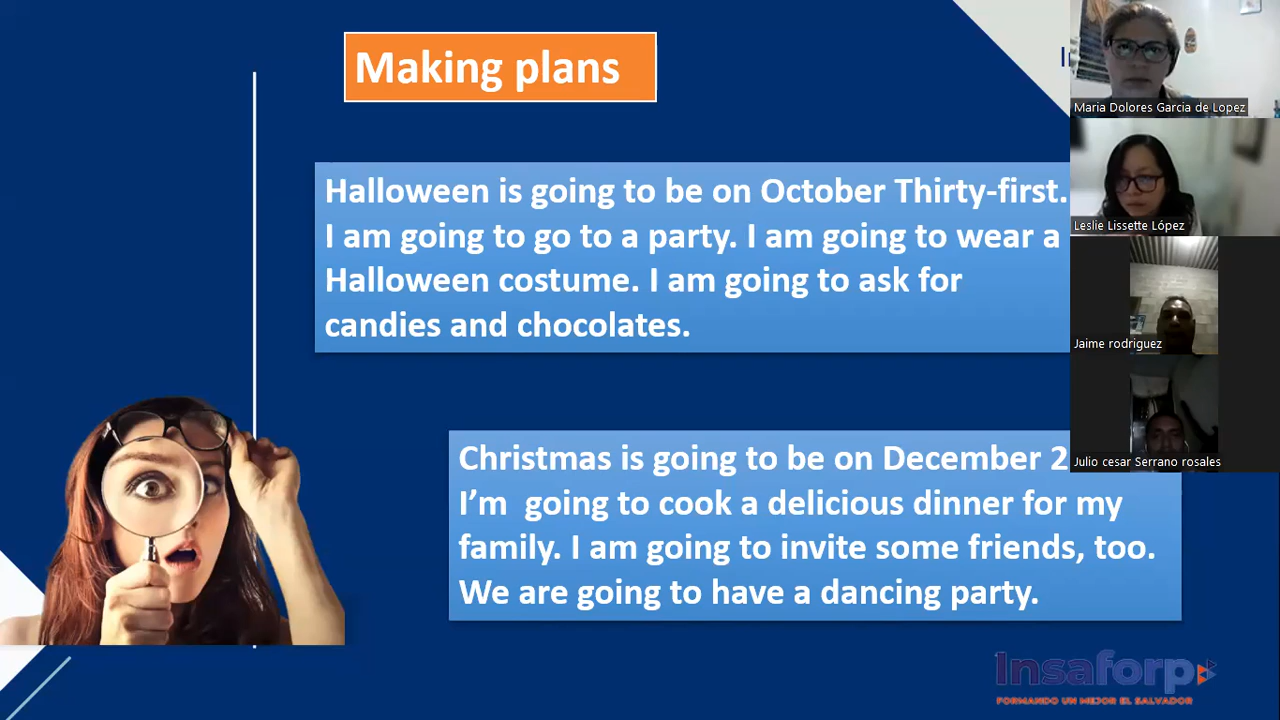 Making plans
Halloween is going to be on October Thirty-first.
I am going to go to a party. I am going to wear a
Halloween costume. I am going to ask for
candies and chocolates.
Christmas is going to be on December 2
I’m going to cook a delicious dinner for my
family. I am going to invite some friends, too.
We are going to have a dancing party.
Maria Dolores Garcia de Lopez
Leslie Lissette López
Jaime rodriguez
Julio cesar Serrano rosales
Insaforp
FORMANDO UN MEJOR EL SALVADOR